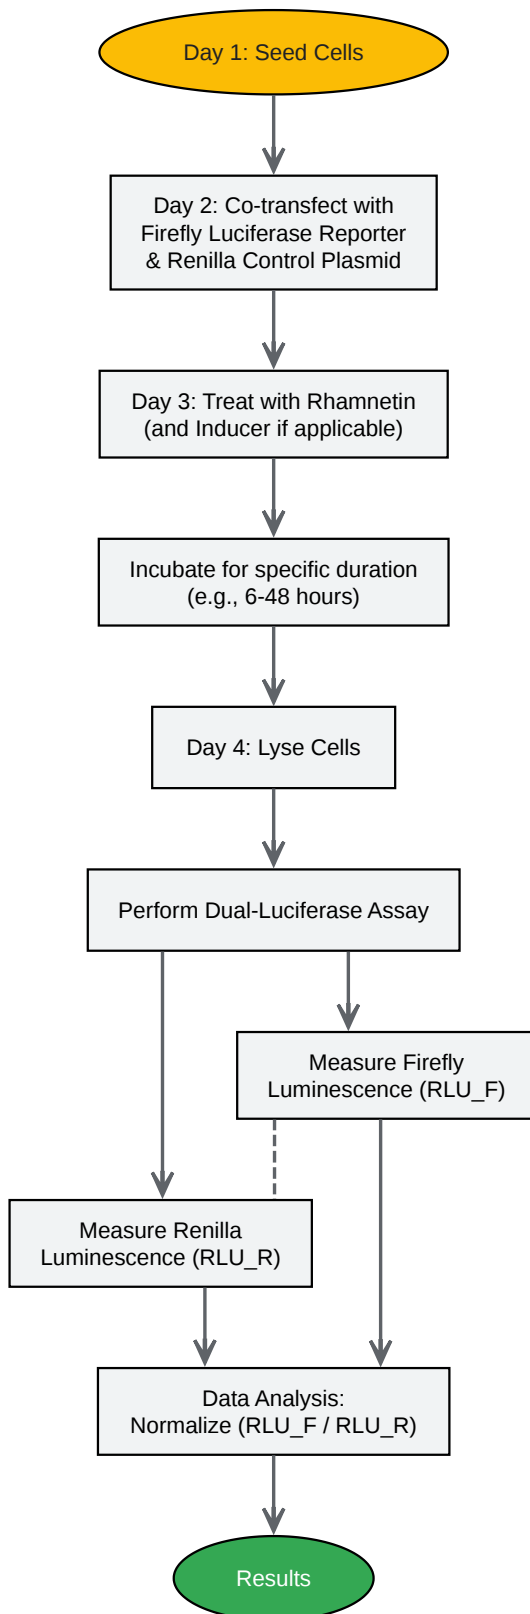 Day 1: Seed Cells
Day 2: Co-transfect with
Firefly Luciferase Reporter
& Renilla Control Plasmid
Day 3: Treat with Rhamnetin
(and Inducer if applicable)
Incubate for specific duration
(e.g., 6-48 hours)
Day 4: Lyse Cells
Perform Dual-Luciferase Assay
Measure Firefly
Luminescence (RLU_F)
Measure Renilla
Luminescence (RLU_R)
Data Analysis:
Normalize (RLU_F / RLU_R)
Results